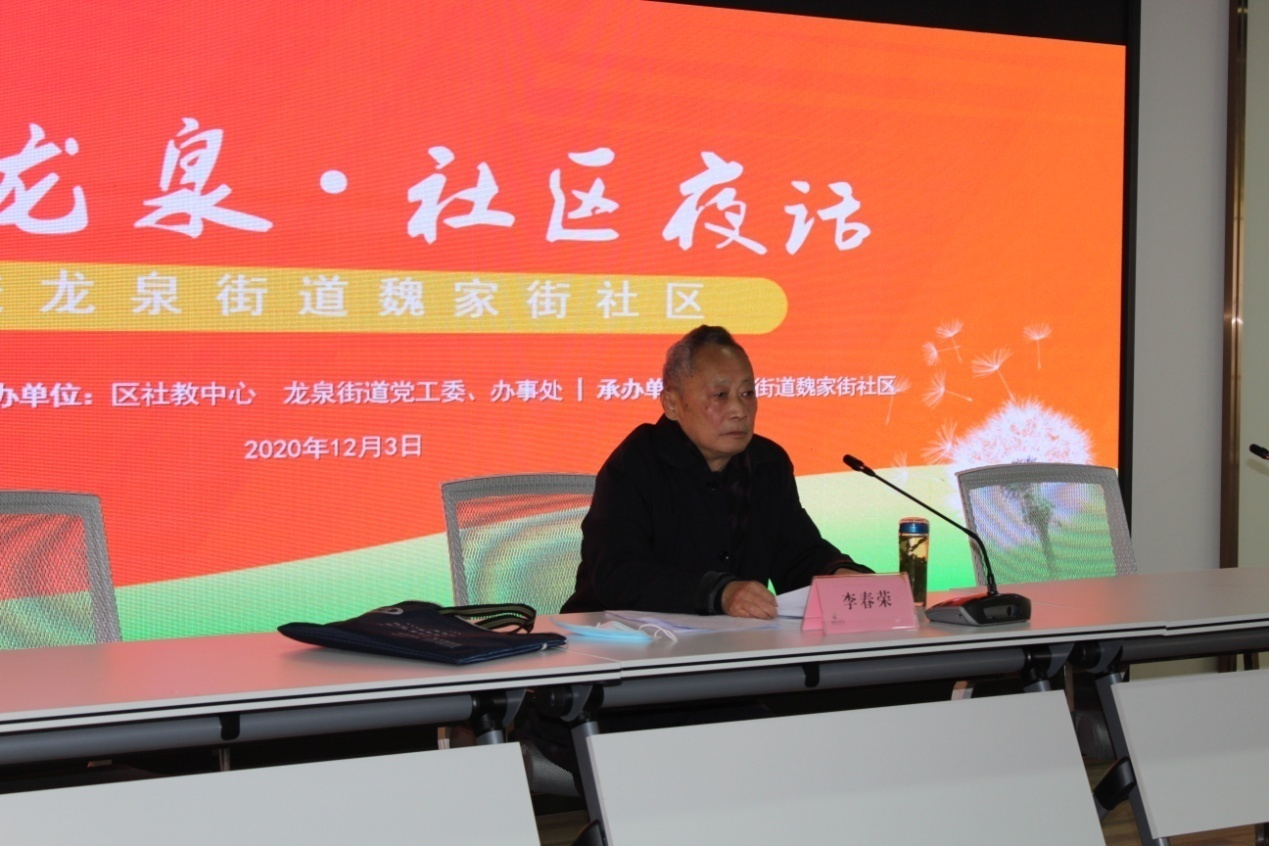 龙泉·社区夜话
龙泉街道魏家街社区
办单位：区社教中心 龙泉街道党工委、办事处 | 承办单 街道魏家街社区
2020年12月3日
李春荣